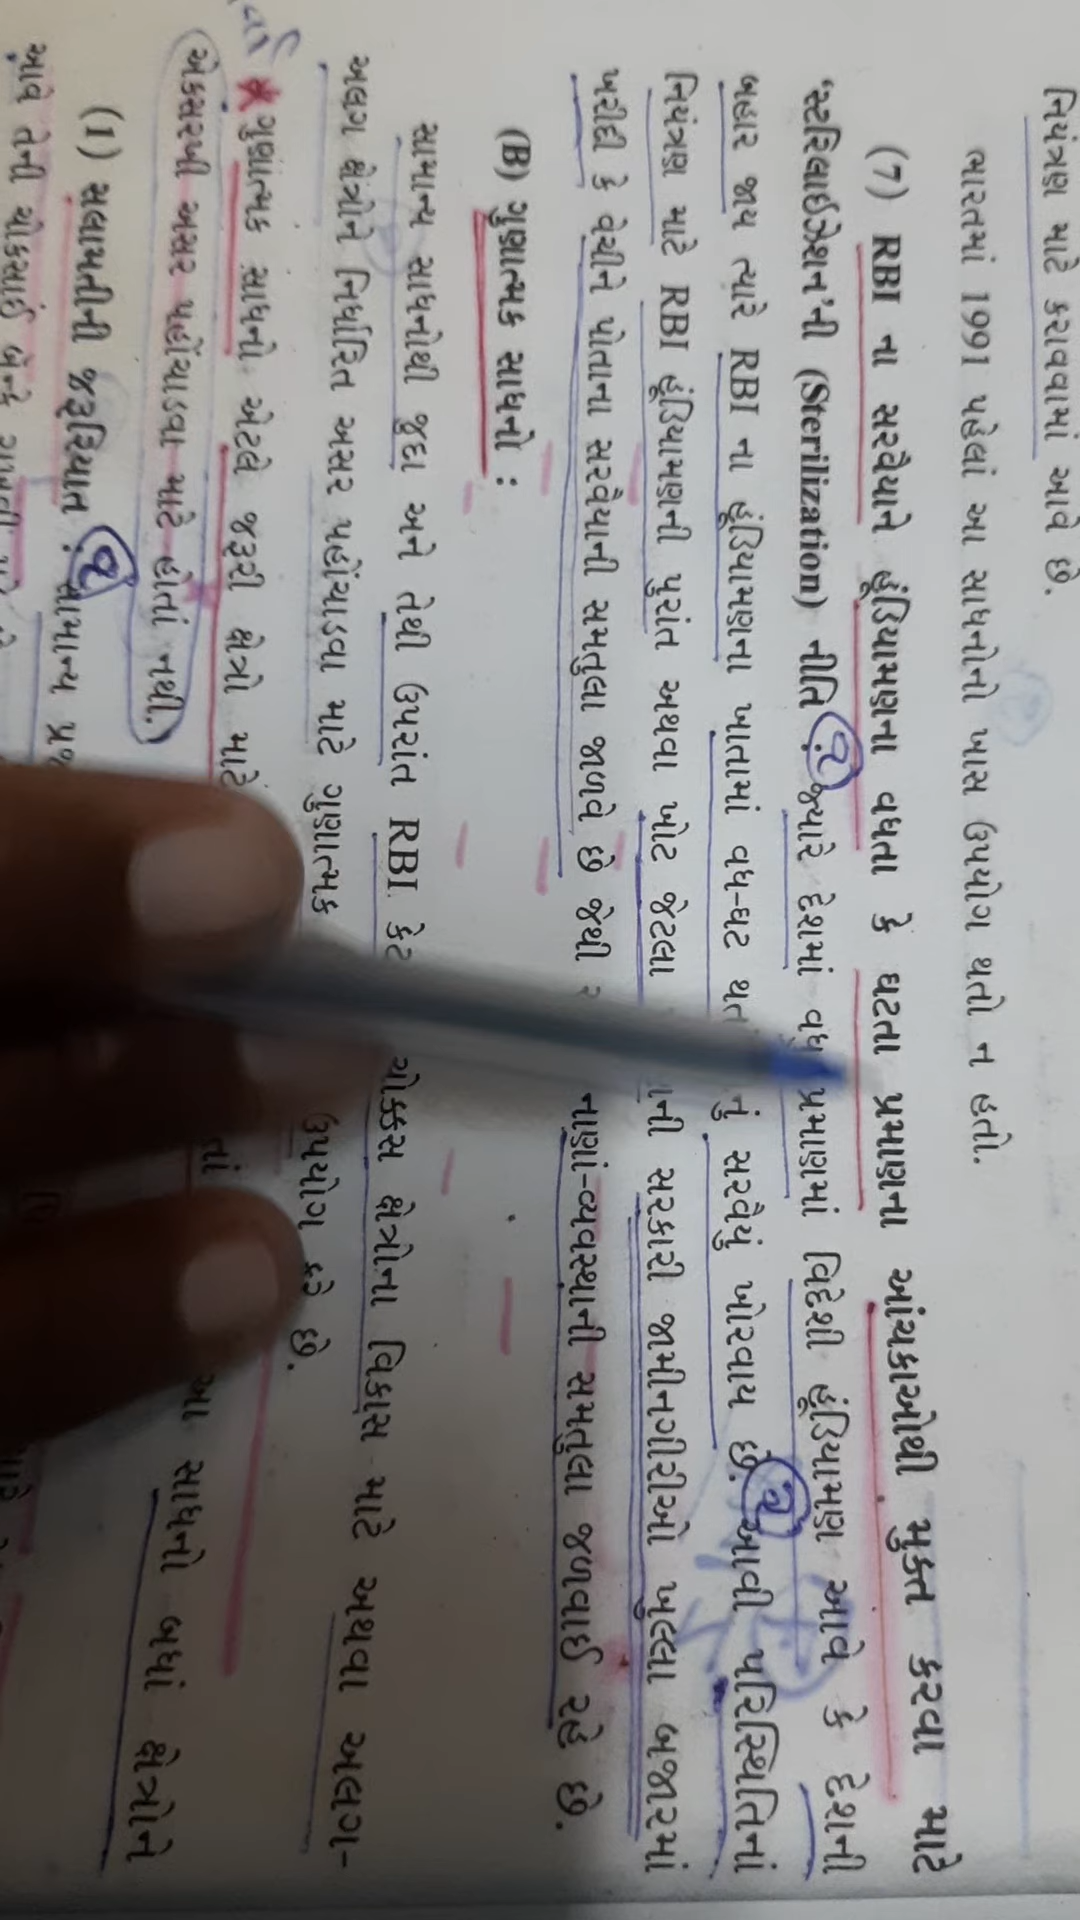 નિયંત્રણ માટે કરાવવામાં આવે છે.
ભારતમાં 1991 પહેલાં આ સાધનોનો ખાસ ઉપયોગ થતો ન હતો.
(7) RBI ના સરવૈયાને હૂંડિયામણના વધતા કે ઘટતા પ્રમાણના આંચકાઓથી મુક્ત કરવા માટે
'સ્ટરિલાઈઝેશન'ની (Sterilization) નીતિ : જ્યારે દેશમાં વધુ પ્રમાણમાં વિદેશી હૂંડિયામણ આવે કે દેશની
બહાર જાય ત્યારે RBI ના હૂંડિયામણના ખાતામાં વધ-ઘટ સરવૈયું ખોરવાય છે. આવી પરિસ્થિતિનાં
નિયંત્રણ માટે RBI હૂંડિયામણની પુરાંત અથવા ખોટ જેટલા સરકારી જામીનગીરીઓ ખુલ્લા બજારમાં
ખરીદી કે વેચીને પોતાના સરવૈયાની સમતુલા જાળવે છે જેથી નાણાં-વ્યવસ્થાની સમતુલા જળવાઈ રહે છે.
(B) ગુણાત્મક સાધનો :
સામાન્ય સાધનોથી જુદા અને તેથી ઉપરાંત RBI ચોક્કસ ક્ષેત્રોના વિકાસ માટે અથવા અલગ-
અલગ ક્ષેત્રોને નિર્ધારિત અસર પહોંચાડવા માટે ગુણાત્મક ઉપયોગ કરે છે.
ગુણાત્મક સાધનો એટલે જરૂરી ક્ષેત્રો માટે આ સાધનો બધાં ક્ષેત્રોને
એકસરખી અસર પહોંચાડવા માટે હોતાં નથી.
(1) સલામતીની જરૂરિયાત : સામાન્ય
આવે તેની ચોક્સાઈ બેન્કે